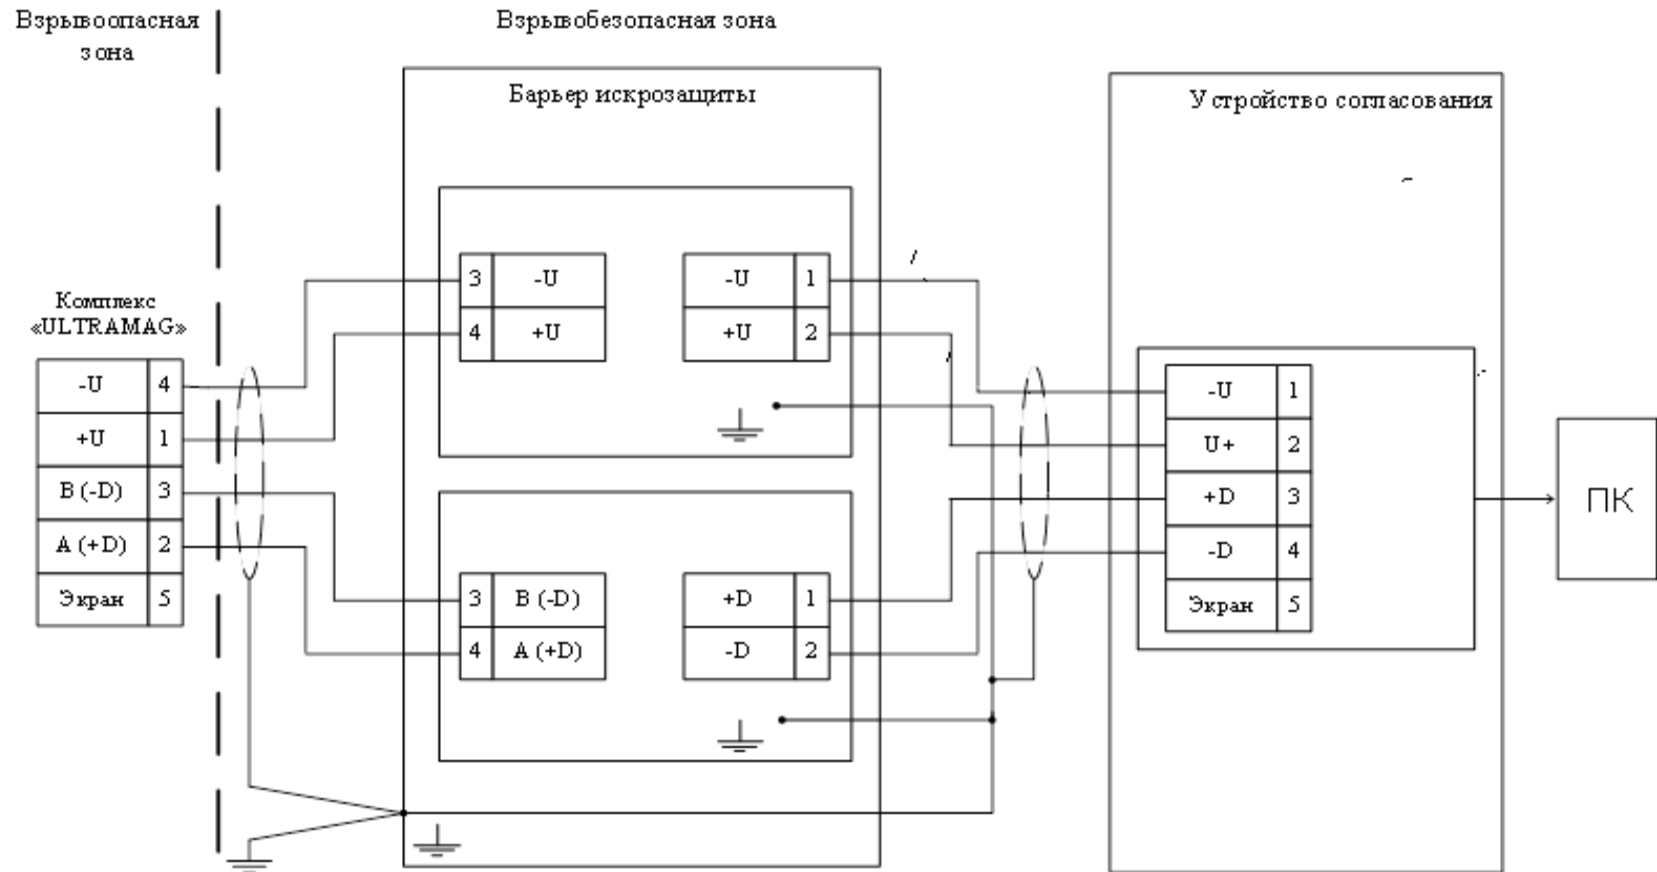 Взрывоопасная
зона
Взрывобезопасная зона
Барьер искрозащиты
Устройство согласования
Комплекс
«ULTRAMAG»
-U 4
+U 1
B (-D) 3
A (+D) 2
Экран 5
3 -U
4 +U
-U 1
+U 2
3 B (-D)
4 A (+D)
+D 1
-D 2
-U 1
U+ 2
+D 3
-D 4
Экран 5
ПК